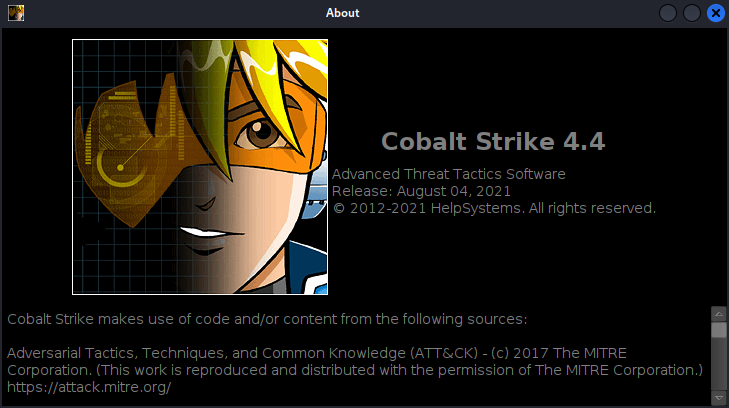 About
Cobalt Strike 4.4
Advanced Threat Tactics Software
Release: August 04, 2021
© 2012-2021 HelpSystems. All rights reserved.
Cobalt Strike makes use of code and/or content from the following sources:
Adversarial Tactics, Techniques, and Common Knowledge (ATT&CK) - (c) 2017 The MITRE
Corporation. (This work is reproduced and distributed with the permission of The MITRE Corporation.)
https://attack.mitre.org/